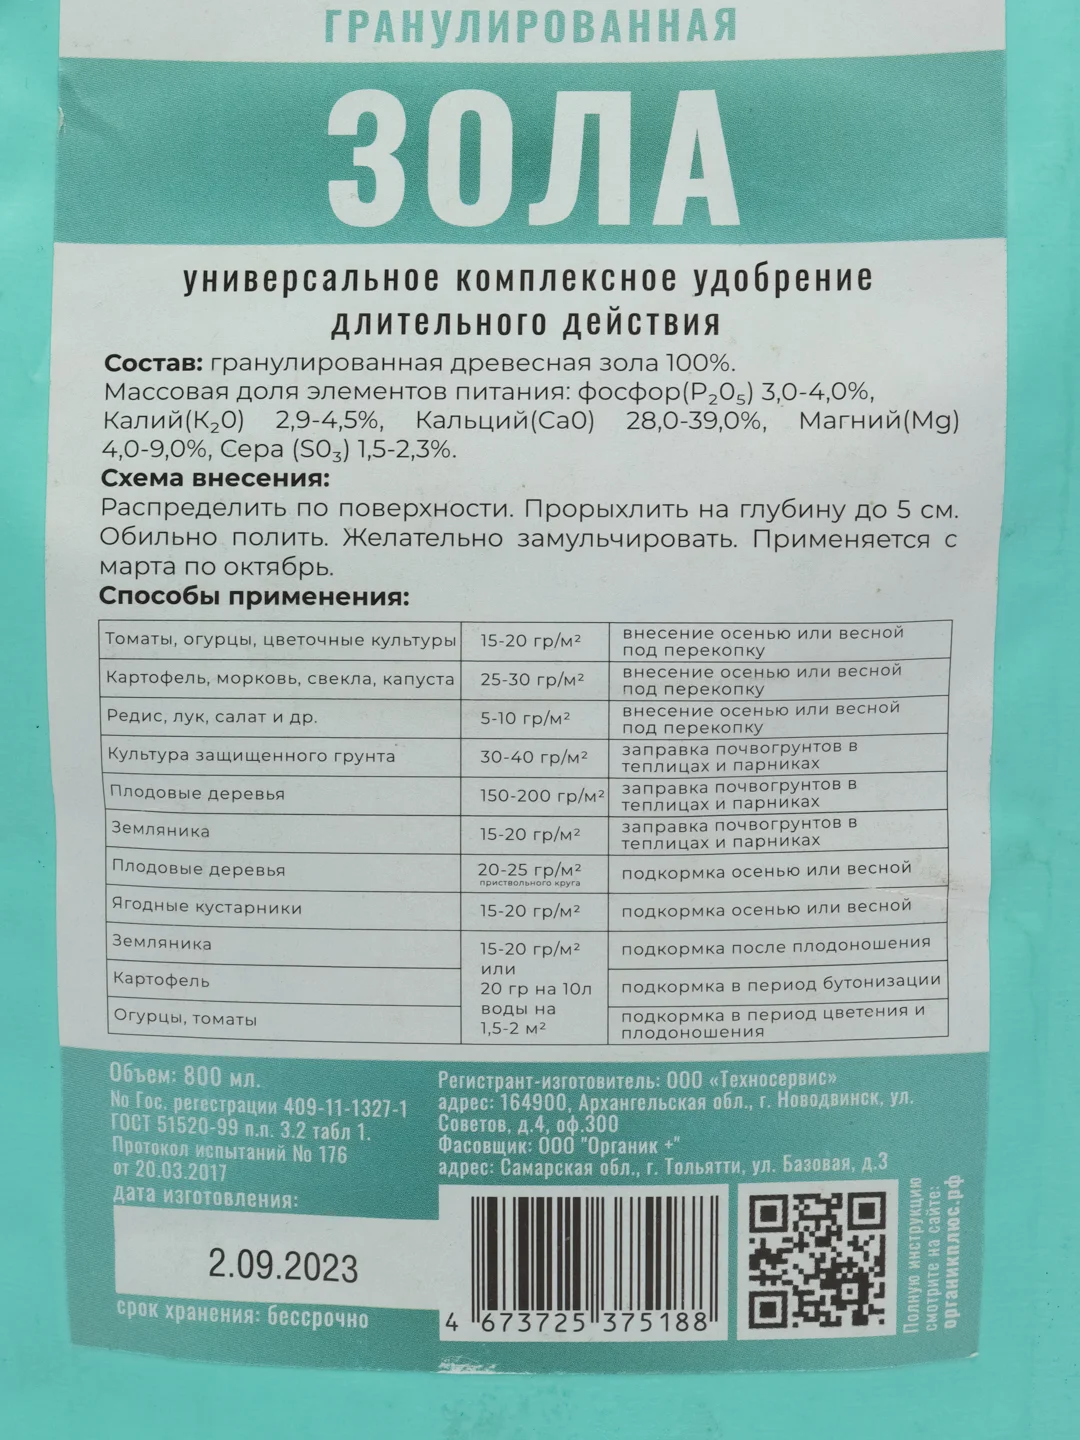 ГРАНУЛИРОВАННАЯ
ЗОЛА
универсальное комплексное удобрение
длительного действия
Состав: гранулированная древесная зола 100%.
Массовая доля элементов питания: фосфор(P₂O₅) 3,0-4,0%,
Калий(K₂O) 2,9-4,5%, Кальций(CaO) 28,0-39,0%, Магний(Mg)
4,0-9,0%, Сера (SO₃) 1,5-2,3%.
Схема внесения:
Распределить по поверхности. Прорыхлить на глубину до 5 см.
Обильно полить. Желательно замульчировать. Применяется с
марта по октябрь.
Способы применения:
Томаты, огурцы, цветочные культуры 15-20 гр/м² внесение осенью или весной
под перекопку
Картофель, морковь, свекла, капуста 25-30 гр/м² внесение осенью или весной
под перекопку
Редис, лук, салат и др. 5-10 гр/м² внесение осенью или весной
под перекопку
Культура защищенного грунта 30-40 гр/м² заправка почвогрунтов в
теплицах и парниках
Плодовые деревья 150-200 гр/м² заправка почвогрунтов в
теплицах и парниках
Земляника 15-20 гр/м² заправка почвогрунтов в
теплицах и парниках
Плодовые деревья 20-25 гр/м² подкормка осенью или весной
приствольного круга
Ягодные кустарники 15-20 гр/м² подкормка осенью или весной
Земляника 15-20 гр/м² подкормка после плодоношения
или
Картофель 20 гр на 10л подкормка в период бутонизации
воды на
Огурцы, томаты 1,5-2 м² подкормка в период цветения и
плодоношения
Объем: 800 мл.
No Гос. регестрации 409-11-1327-1
ГОСТ 51520-99 п.п. 3.2 табл 1.
Протокол испытаний No 176
от 20.03.2017
дата изготовления:
2.09.2023
срок хранения: бессрочно
Регистрант-изготовитель: ООО «Техносервис»
адрес: 164900, Архангельская обл., г. Новодвинск, ул.
Советов, д.4, оф.300
Фасовщик: ООО "Органик +"
адрес: Самарская обл., г. Тольятти, ул. Базовая, д.3
4 673725 375188
Полную инструкцию
смотрите на сайте:
органикплюс.рф